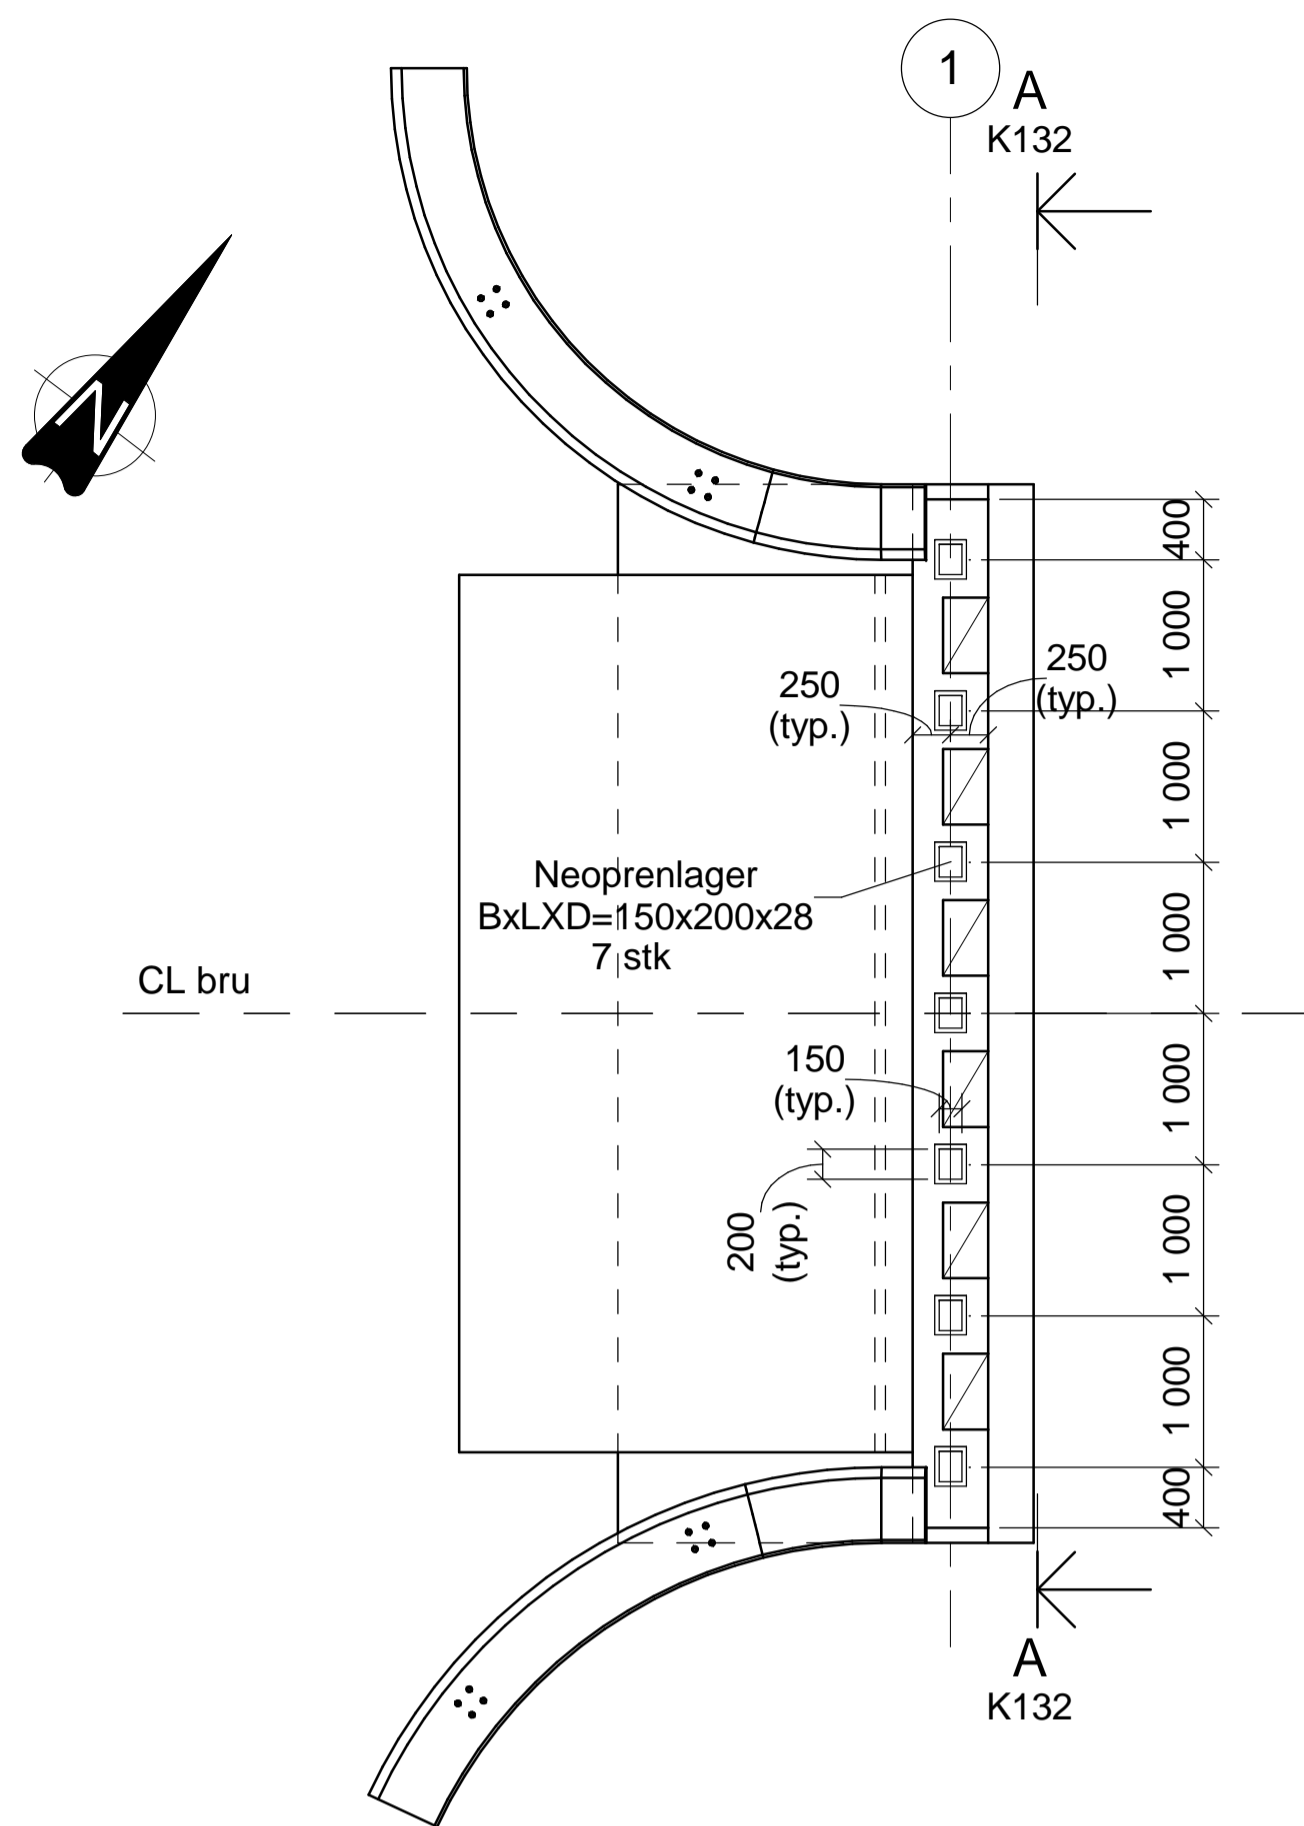 1
A
K132
N
400
1 000
250
(typ.)
250
(typ.)
1 000
Neoprenlager
BxLXD=150x200x28
7 stk
1 000
CL bru
150
(typ.)
1 000
200
(typ.)
1 000
1 000
400
A
K132